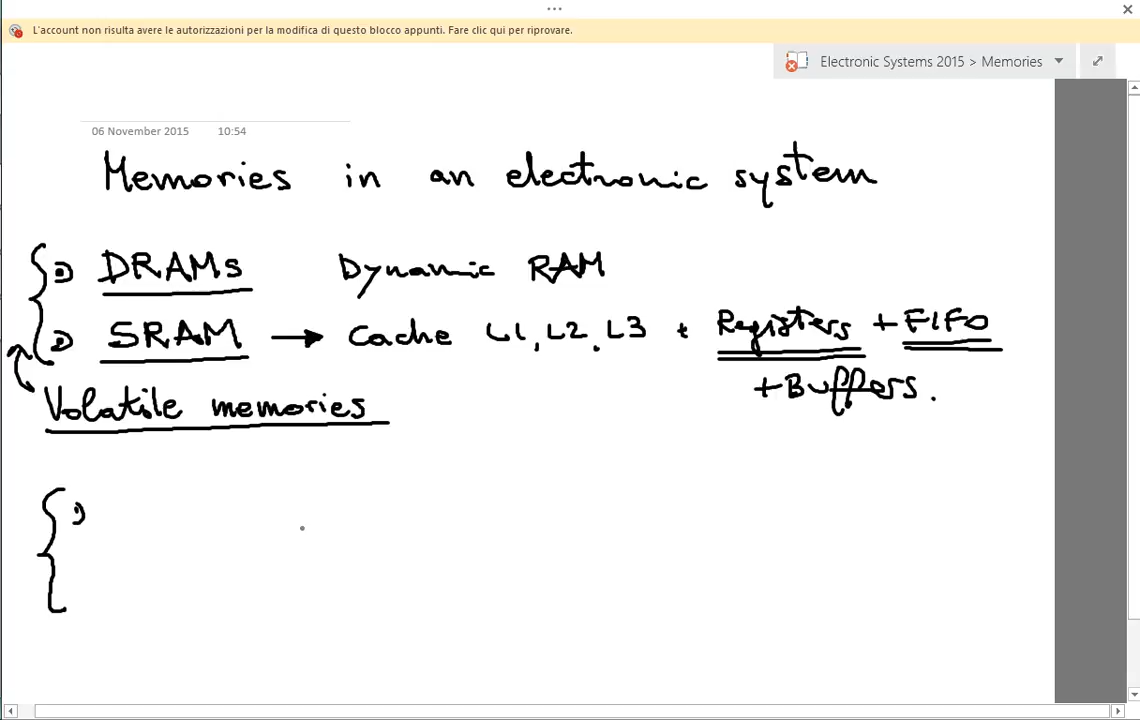 L'account non risulta avere le autorizzazioni per la modifica di questo blocco appunti. Fare clic qui per riprovare.
Electronic Systems 2015 > Memories
06 November 2015 10:54
Memories in an electronic system
DRAMs Dynamic RAM
SRAM → Cache L1, L2, L3 + Registers + FIFO
+ Buffers.
Volatile memories